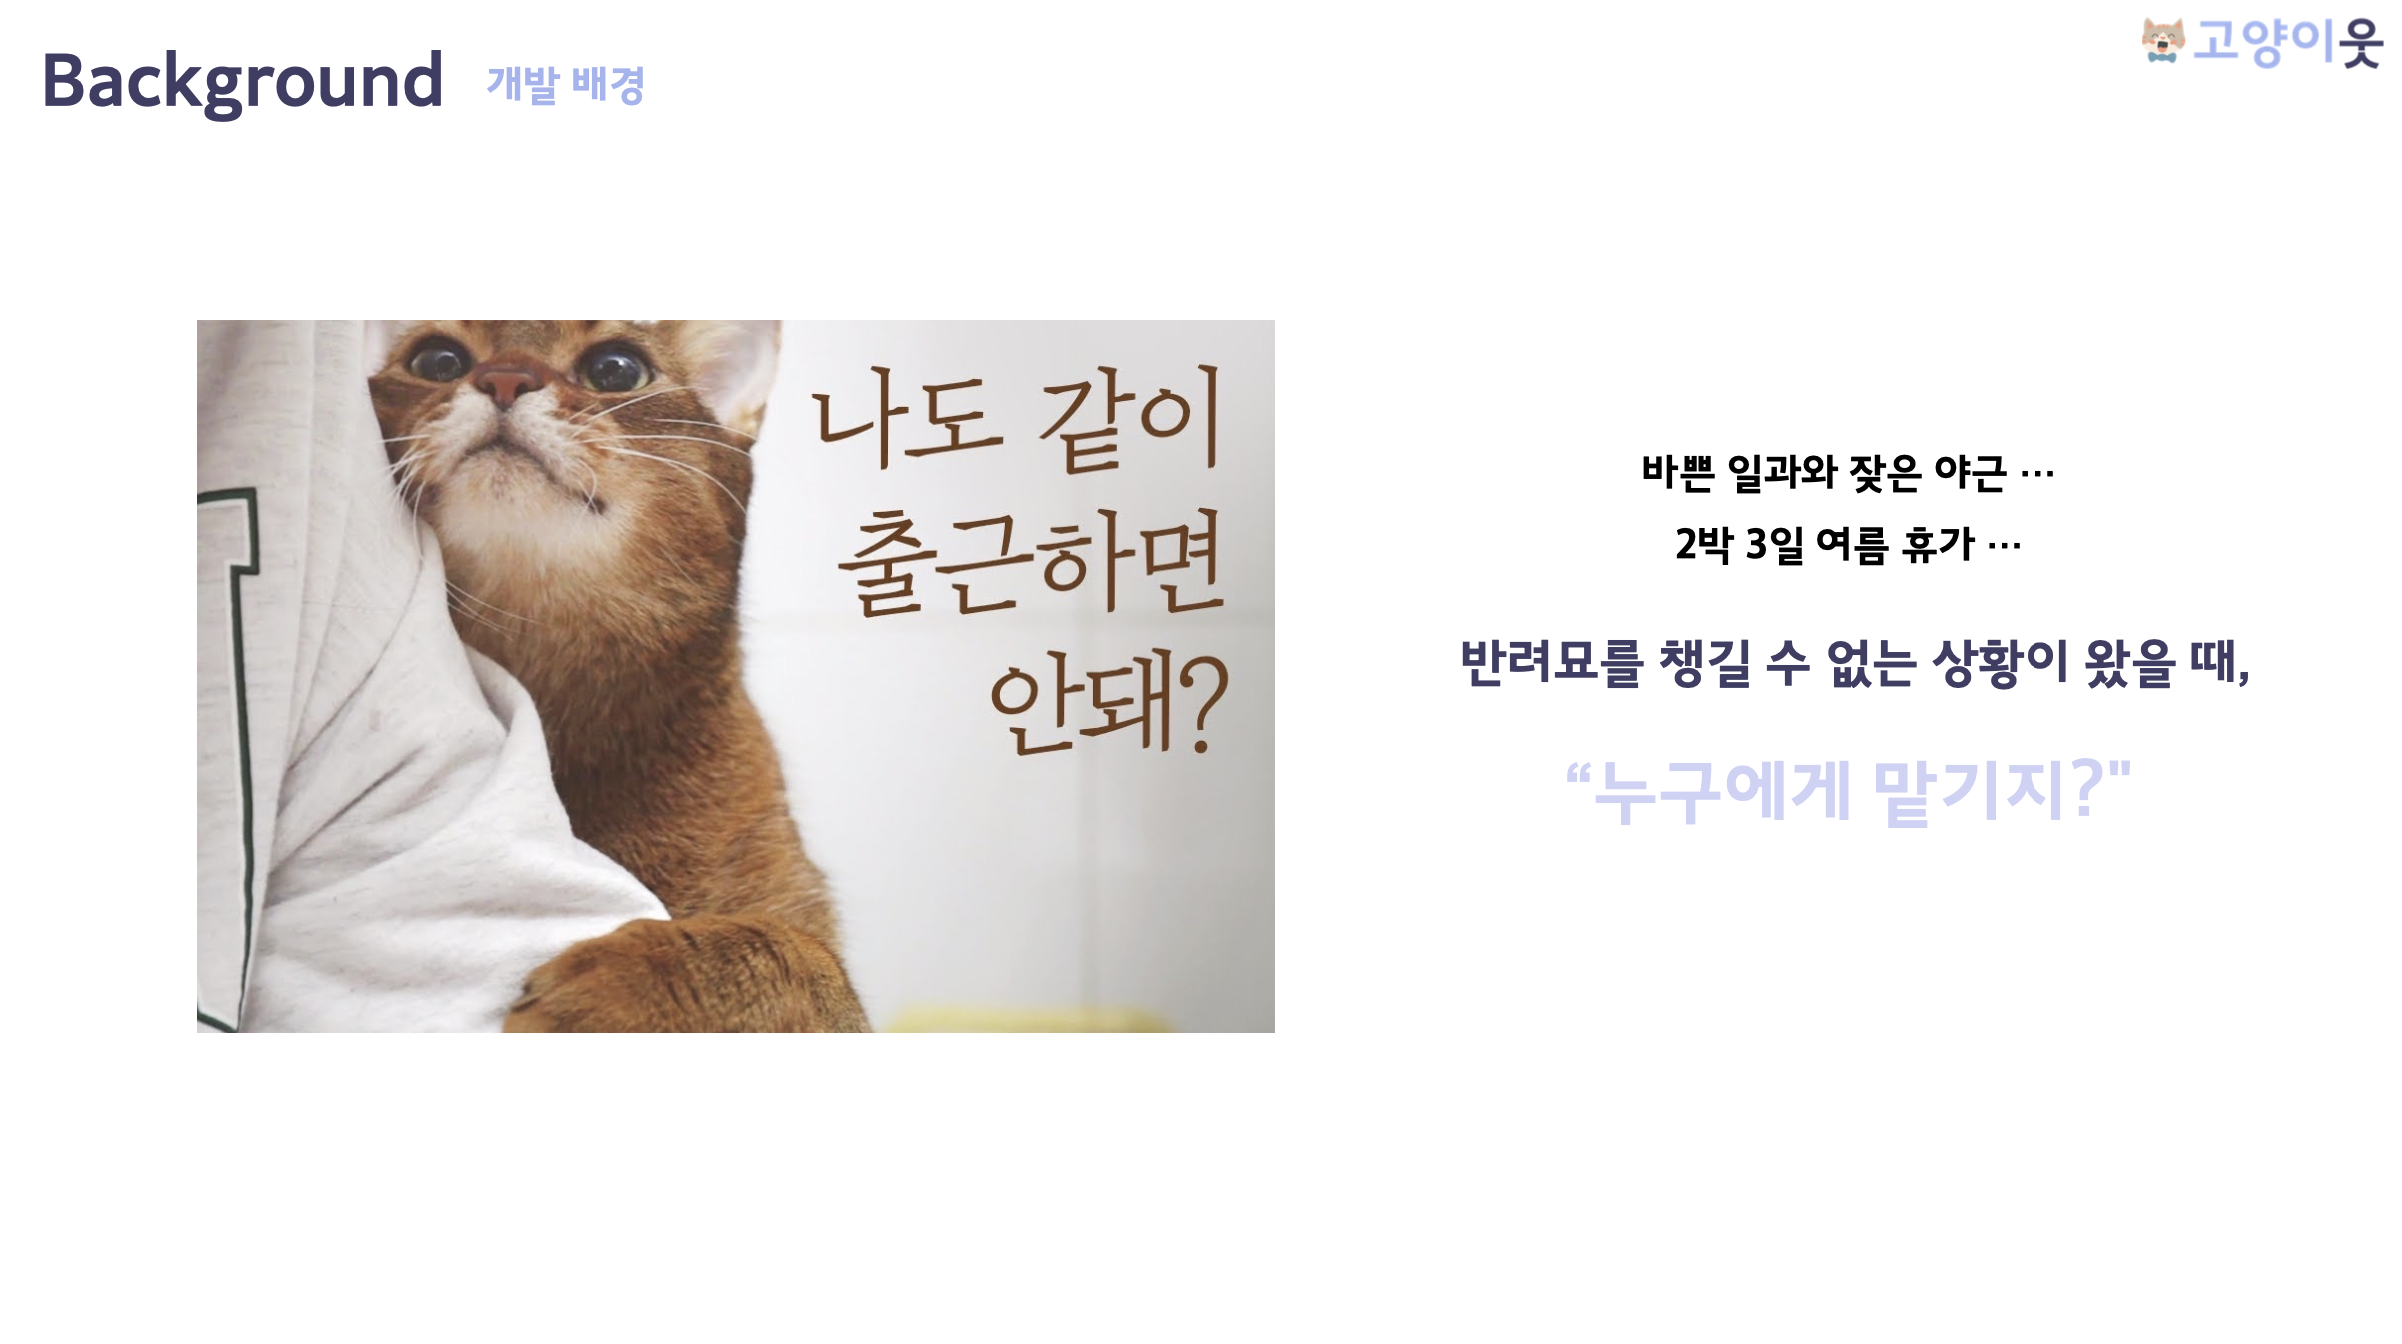 Background 개발 배경
고양이웃
나도 같이
출근하면
안돼?
바쁜 일과와 잦은 야근 …
2박 3일 여름 휴가 …
반려묘를 챙길 수 없는 상황이 왔을 때,
“누구에게 맡기지?"